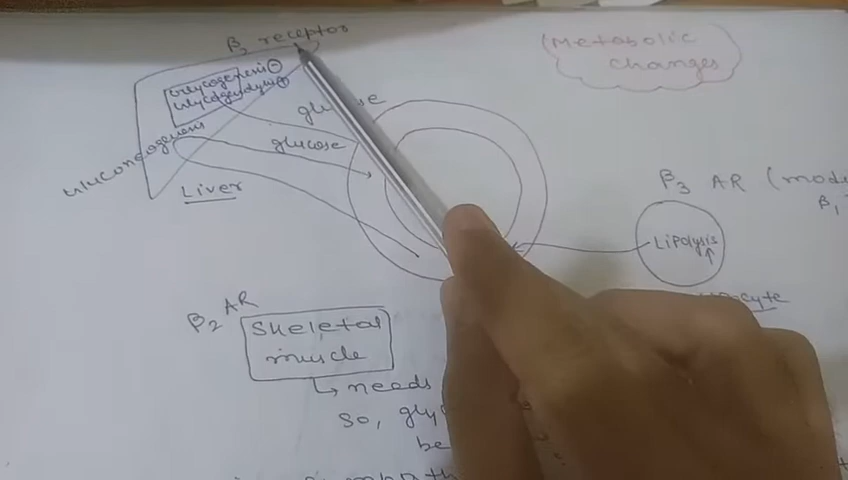 β₂ receptor
(Metabolic
changes)
Glycogenesis ⊖
Glycogenolysis ⊕
glucose
Gluconeogenesis
glucose
Liver
β₃ AR (mod
β₁
Lipolysis
↑
β₂ AR
Skeletal
muscle
needs
So, gly
be